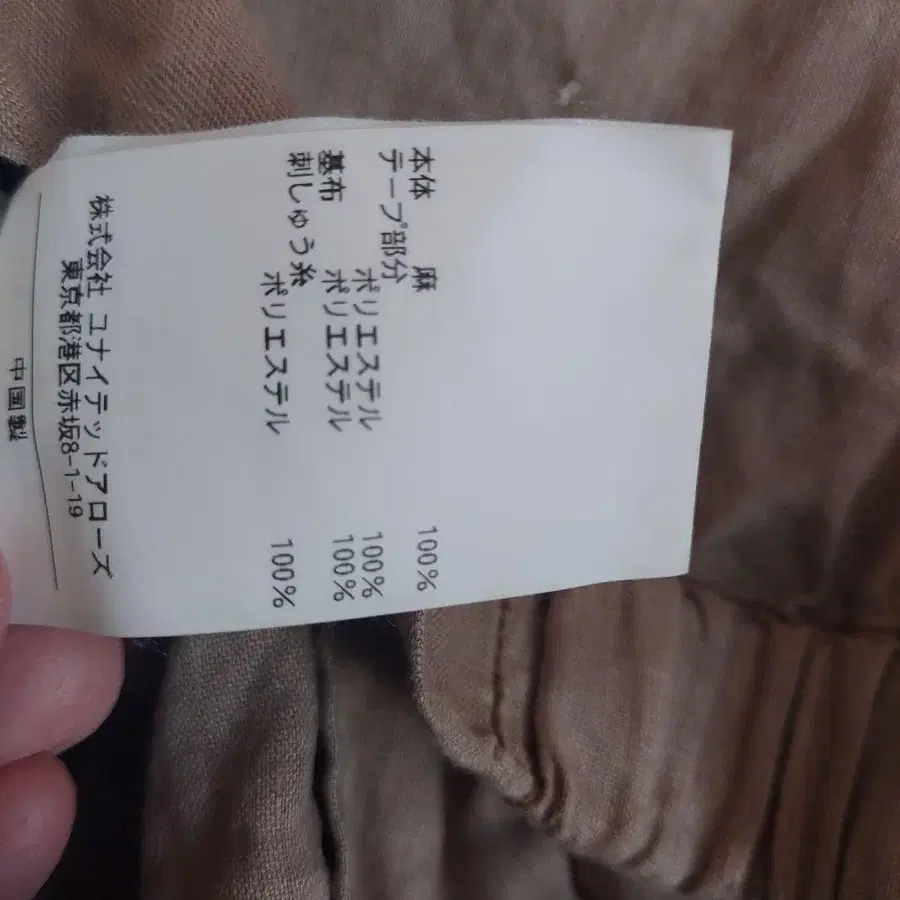 本体 麻 100%
テープ部分
ポリエステル 100%
基布 ポリエステル 100%
刺しゅう糸
ポリエステル 100%
株式会社 ユナイテッドアローズ
東京都港区赤坂8-1-19
中国製